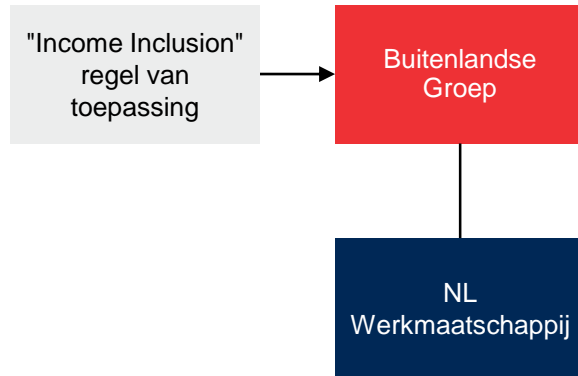 "Income Inclusion"
regel van
toepassing
Buitenlandse
Groep
NL
Werkmaatschappij